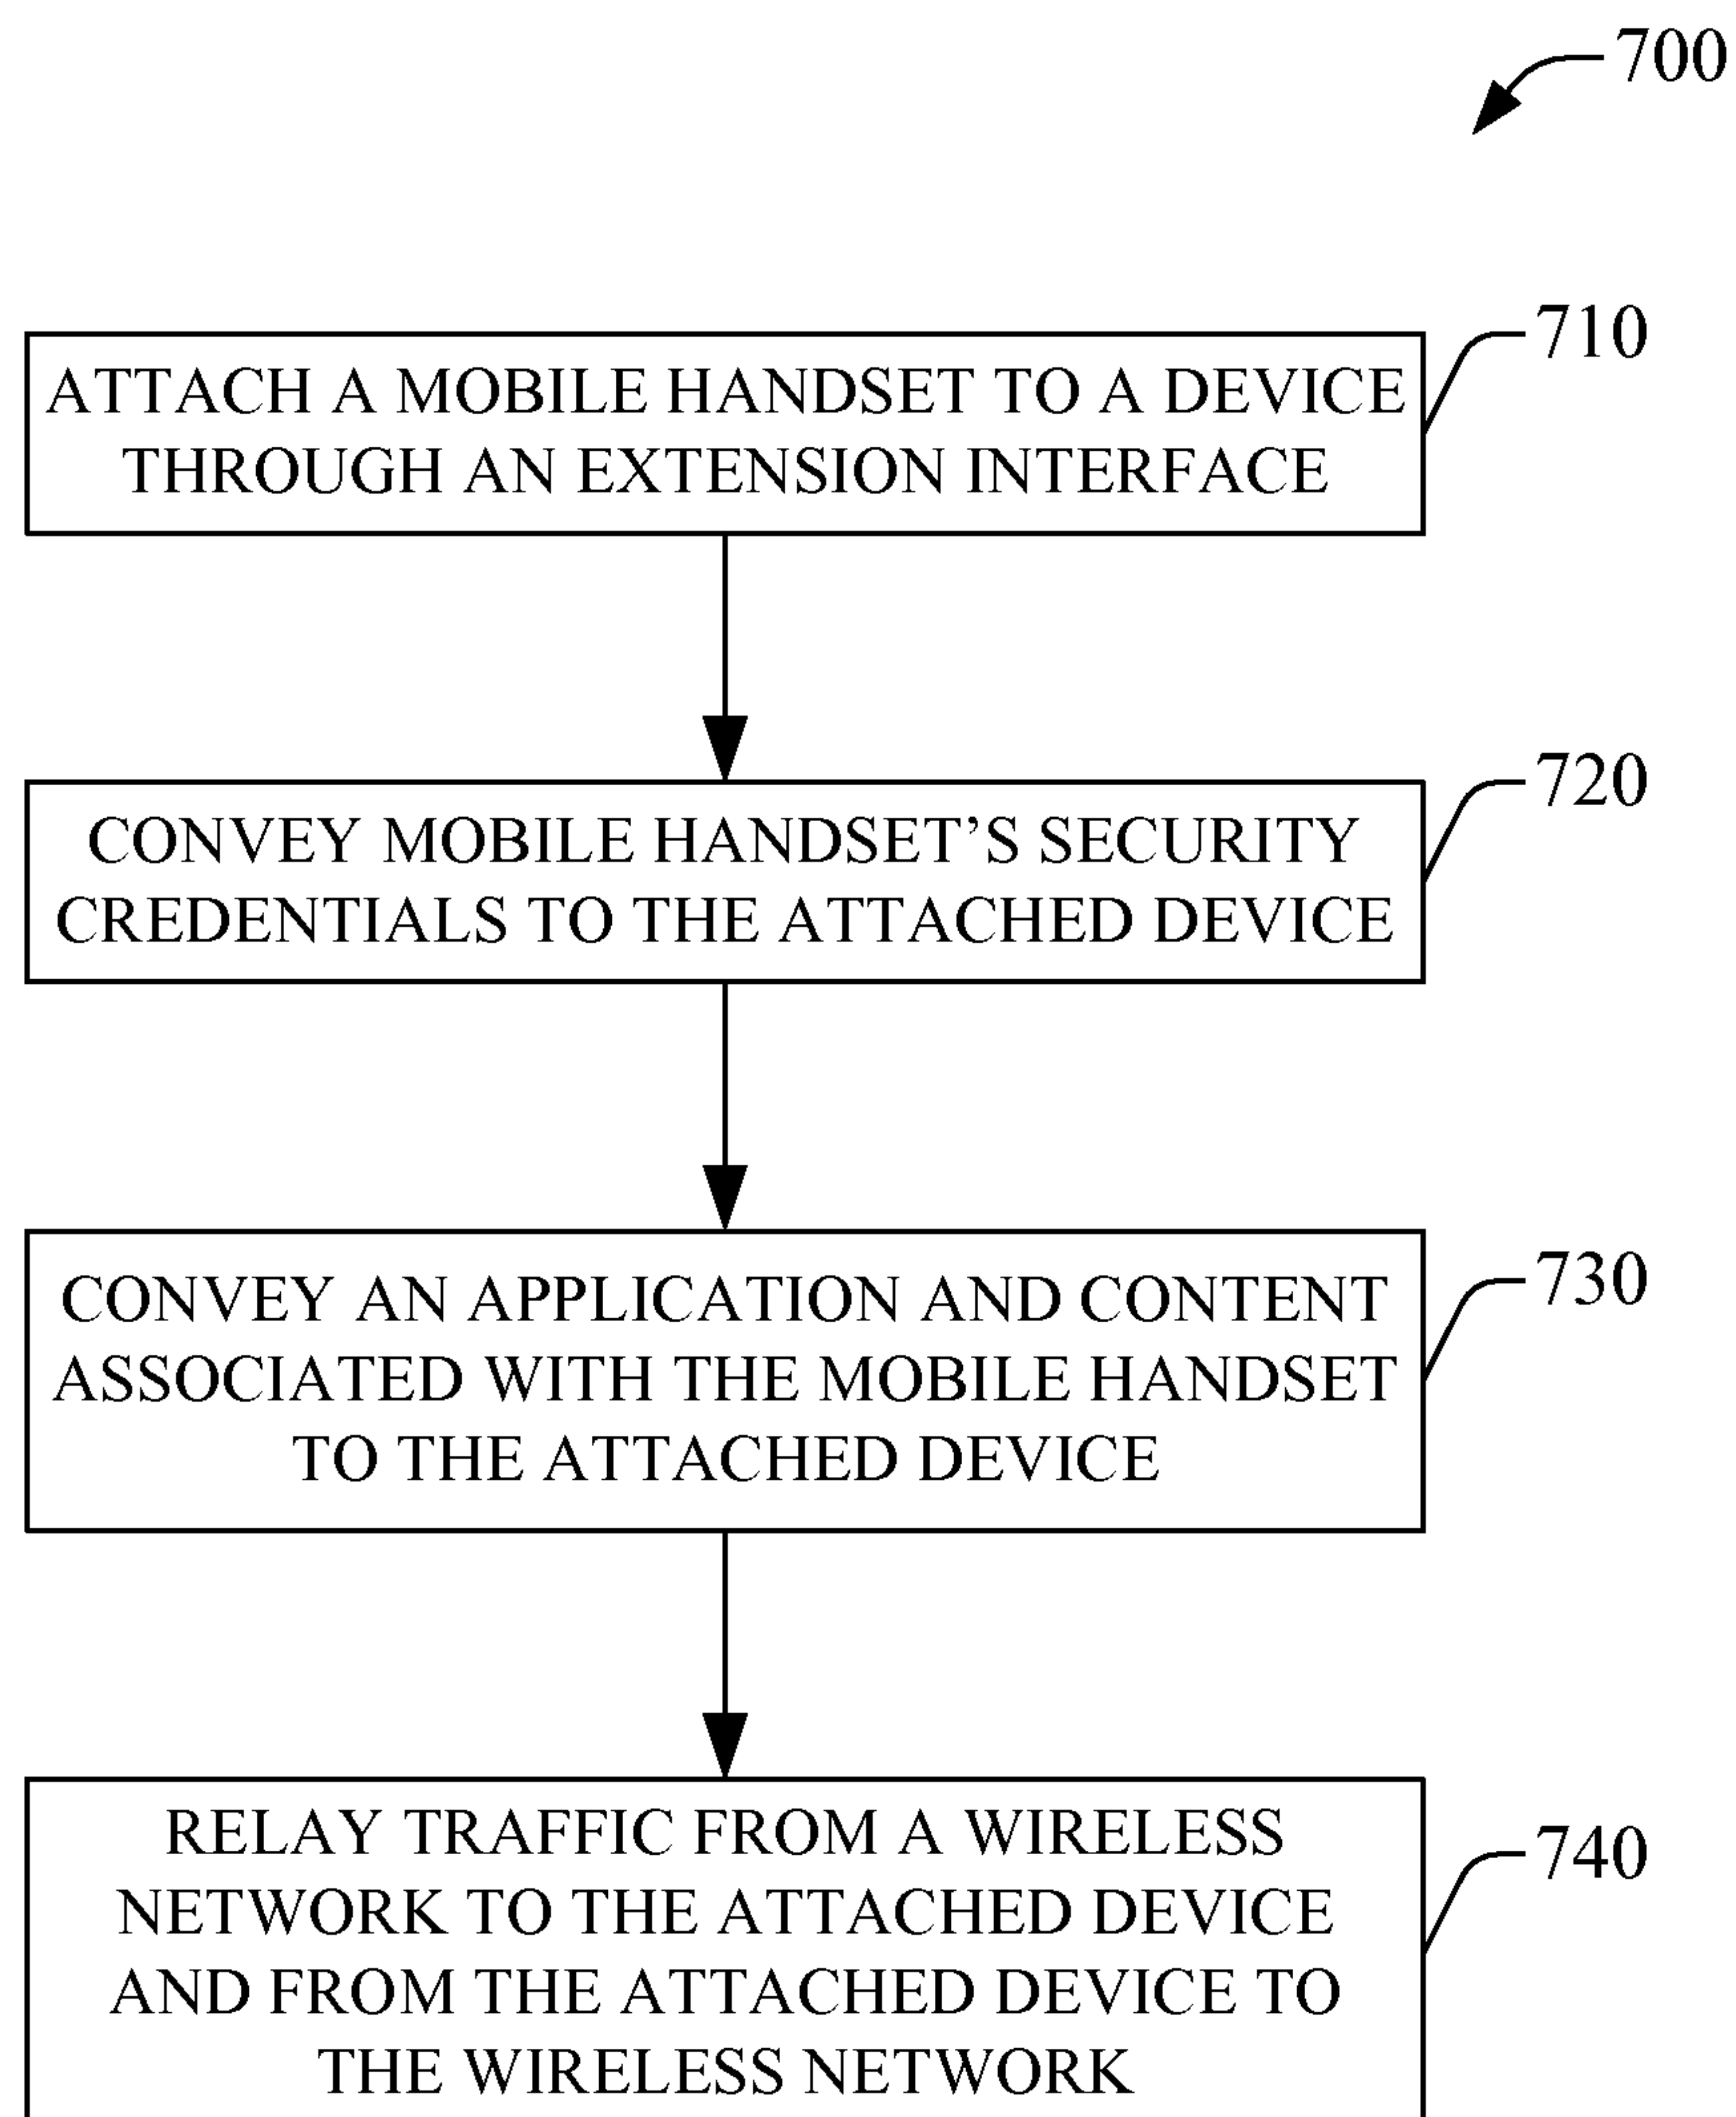 700
710
ATTACH A MOBILE HANDSET TO A DEVICE
THROUGH AN EXTENSION INTERFACE
720
CONVEY MOBILE HANDSET’S SECURITY
CREDENTIALS TO THE ATTACHED DEVICE
730
CONVEY AN APPLICATION AND CONTENT
ASSOCIATED WITH THE MOBILE HANDSET
TO THE ATTACHED DEVICE
740
RELAY TRAFFIC FROM A WIRELESS
NETWORK TO THE ATTACHED DEVICE
AND FROM THE ATTACHED DEVICE TO
THE WIRELESS NETWORK